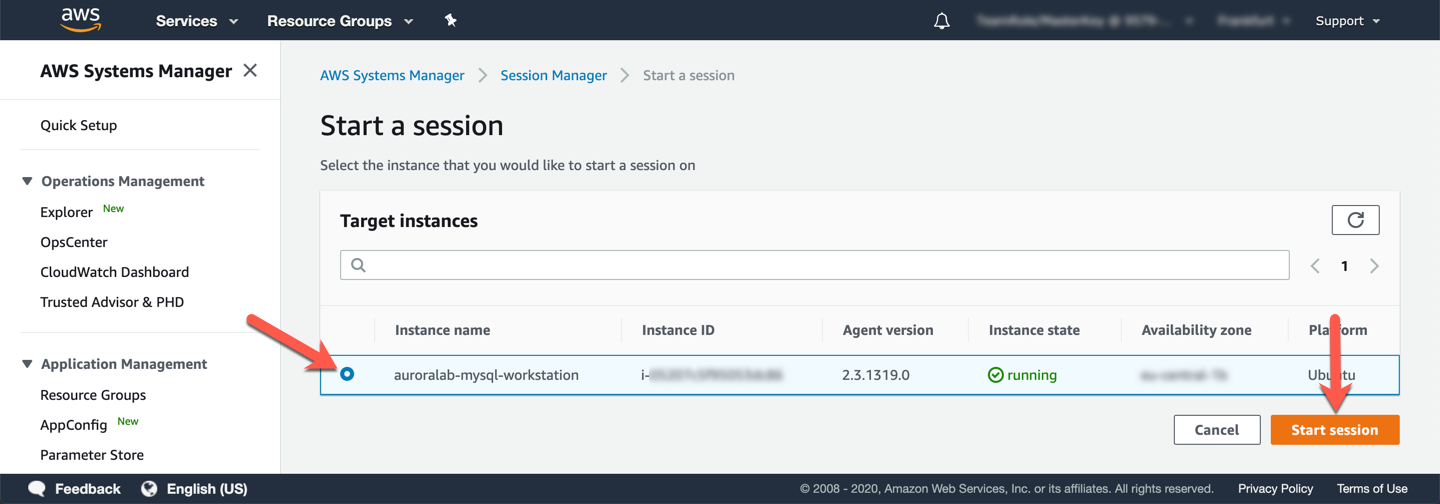 aws Services Resource Groups Support
AWS Systems Manager
Quick Setup
Operations Management
Explorer New
OpsCenter
CloudWatch Dashboard
Trusted Advisor & PHD
Application Management
Resource Groups
AppConfig New
Parameter Store
AWS Systems Manager > Session Manager > Start a session
Start a session
Select the instance that you would like to start a session on
Target instances
1
Instance name Instance ID Agent version Instance state Availability zone Platform
auroralab-mysql-workstation i- 2.3.1319.0 running Ubuntu
Cancel Start session
Feedback English (US) © 2008 - 2020, Amazon Web Services, Inc. or its affiliates. All rights reserved. Privacy Policy Terms of Use